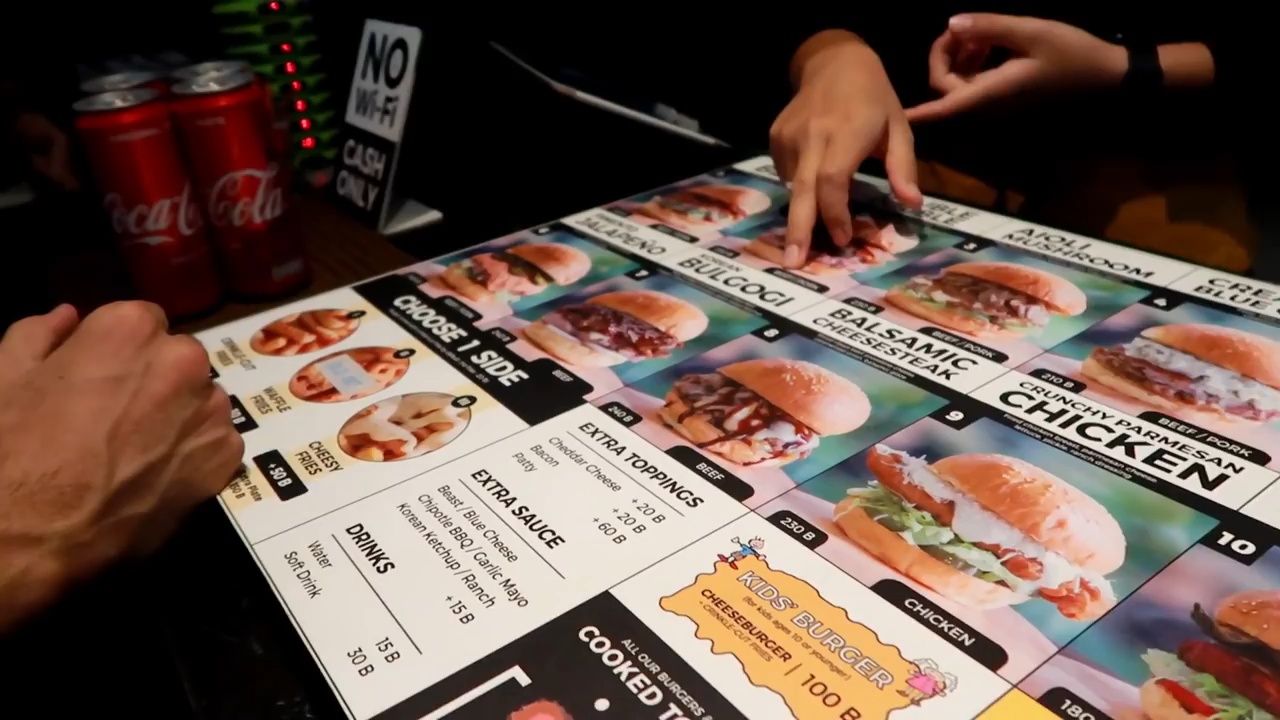 NO
Wi-Fi
CASH
ONLY
Coca
Cola
AIOLI
MUSHROOM
BLUE
JALAPEÑO
KOREAN
BULGOGI
BALSAMIC
CHEESESTEAK
CRUNCHY PARMESAN
CHICKEN
3
4
7
8
9
10
BEEF / PORK
210 B
BEEF / PORK
BEEF
240 B
BEEF
230 B
CHICKEN
180
CHOOSE 1 SIDE
WAFFLE
FRIES
CHEESY
FRIES
+50 B
EXTRA TOPPINGS
Cheddar Cheese +20 B
Bacon +20 B
Patty +60 B
EXTRA SAUCE
Beast / Blue Cheese
Chipotle BBQ / Garlic Mayo
Korean Ketchup / Ranch
+15 B
DRINKS
Water 15 B
Soft Drink 30 B
KIDS' BURGER
(for kids ages 10 or younger)
CHEESEBURGER
+ CRINKLE-CUT FRIES
100 B
ALL OUR BURGERS
COOKED